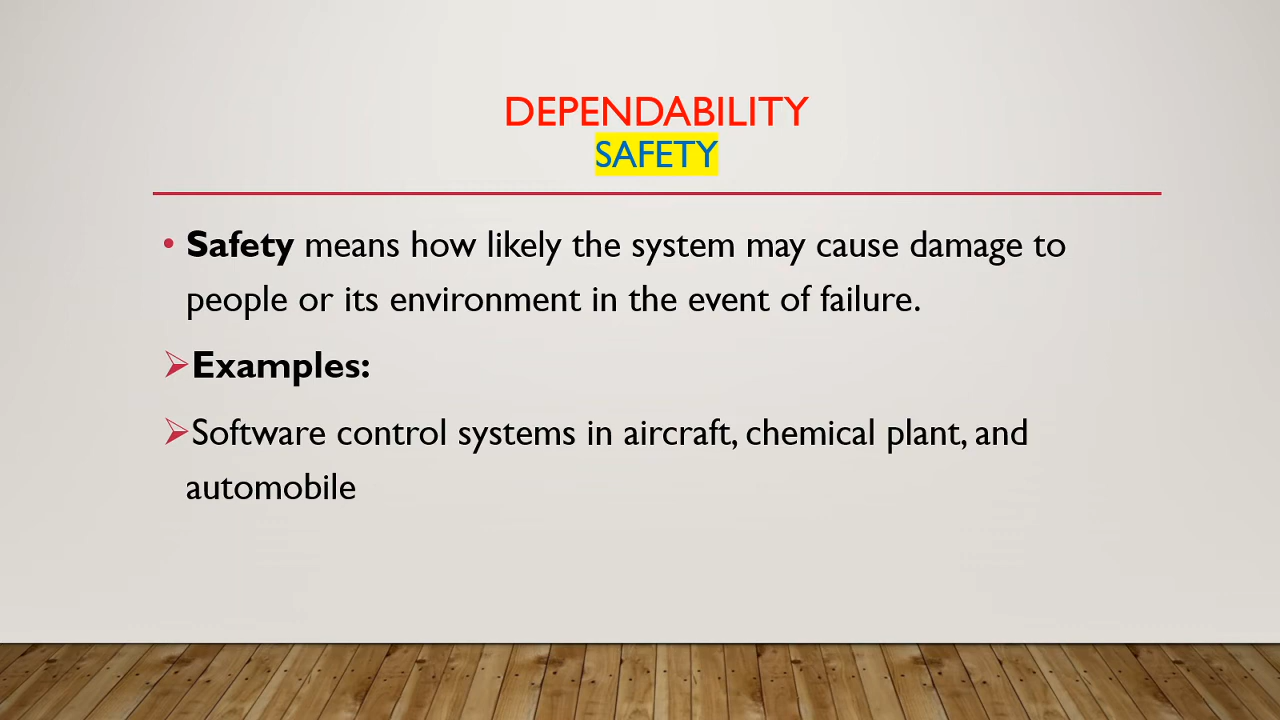 DEPENDABILITY
SAFETY
• Safety means how likely the system may cause damage to
people or its environment in the event of failure.
➢Examples:
➢Software control systems in aircraft, chemical plant, and
automobile